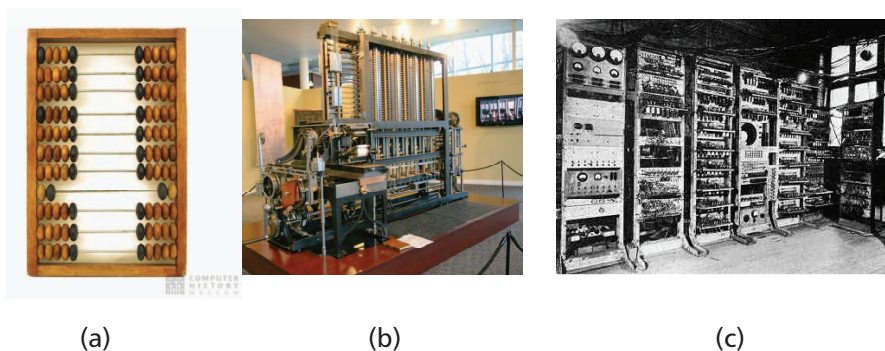 COMPUTER
HISTORY
MUSEUM
(a)
(b)
(c)